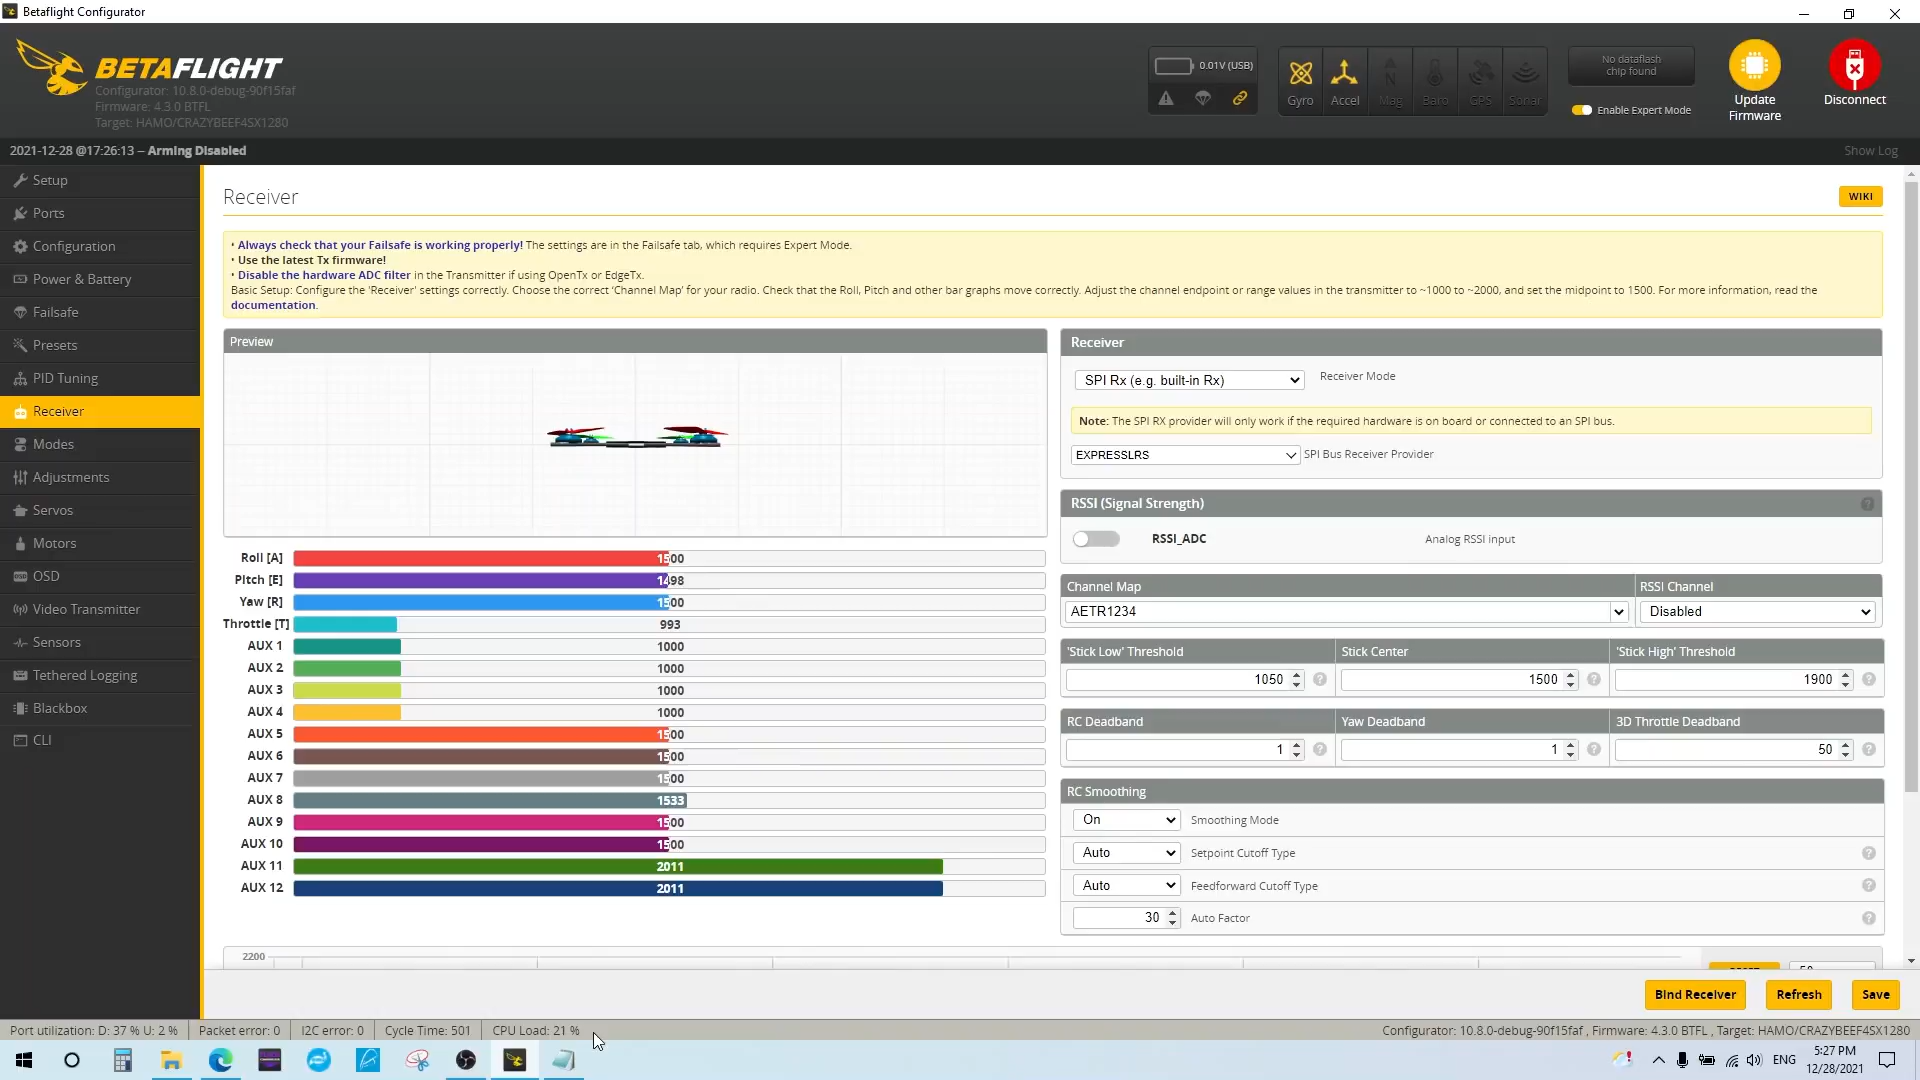 Betaflight Configurator
BETAFLIGHT
Configurator: 10.8.0-debug-90f15faf
Firmware: 4.3.0 BTFL
Target: HAMO/CRAZYBEEF4SX1280
0.01V (USB)
Gyro
Accel
Mag
Baro
GPS
Sonar
No dataflash
chip found
Enable Expert Mode
Update
Firmware
Disconnect
2021-12-28 @17:26:13 -- Arming Disabled
Show Log
Setup
Ports
Configuration
Power & Battery
Failsafe
Presets
PID Tuning
Receiver
Modes
Adjustments
Servos
Motors
OSD
Video Transmitter
Sensors
Tethered Logging
Blackbox
CLI
Receiver
WIKI
• Always check that your Failsafe is working properly! The settings are in the Failsafe tab, which requires Expert Mode.
• Use the latest Tx firmware!
• Disable the hardware ADC filter in the Transmitter if using OpenTx or EdgeTx.
Basic Setup: Configure the 'Receiver' settings correctly. Choose the correct 'Channel Map' for your radio. Check that the Roll, Pitch and other bar graphs move correctly. Adjust the channel endpoint or range values in the transmitter to ~1000 to ~2000, and set the midpoint to 1500. For more information, read the
documentation.
Preview
Roll [A] 1500
Pitch [E] 1498
Yaw [R] 1500
Throttle [T] 993
AUX 1 1000
AUX 2 1000
AUX 3 1000
AUX 4 1000
AUX 5 1500
AUX 6 1500
AUX 7 1500
AUX 8 1533
AUX 9 1500
AUX 10 1500
AUX 11 2011
AUX 12 2011
2200
Receiver
SPI Rx (e.g. built-in Rx) Receiver Mode
Note: The SPI RX provider will only work if the required hardware is on board or connected to an SPI bus.
EXPRESSLRS SPI Bus Receiver Provider
RSSI (Signal Strength)
RSSI_ADC Analog RSSI input
Channel Map RSSI Channel
AETR1234 Disabled
'Stick Low' Threshold Stick Center 'Stick High' Threshold
1050 1500 1900
RC Deadband Yaw Deadband 3D Throttle Deadband
1 1 50
RC Smoothing
On Smoothing Mode
Auto Setpoint Cutoff Type
Auto Feedforward Cutoff Type
30 Auto Factor
Bind Receiver Refresh Save
Port utilization: D: 37 % U: 2 % Packet error: 0 I2C error: 0 Cycle Time: 501 CPU Load: 21 %
Configurator: 10.8.0-debug-90f15faf , Firmware: 4.3.0 BTFL , Target: HAMO/CRAZYBEEF4SX1280
ENG
5:27 PM
12/28/2021